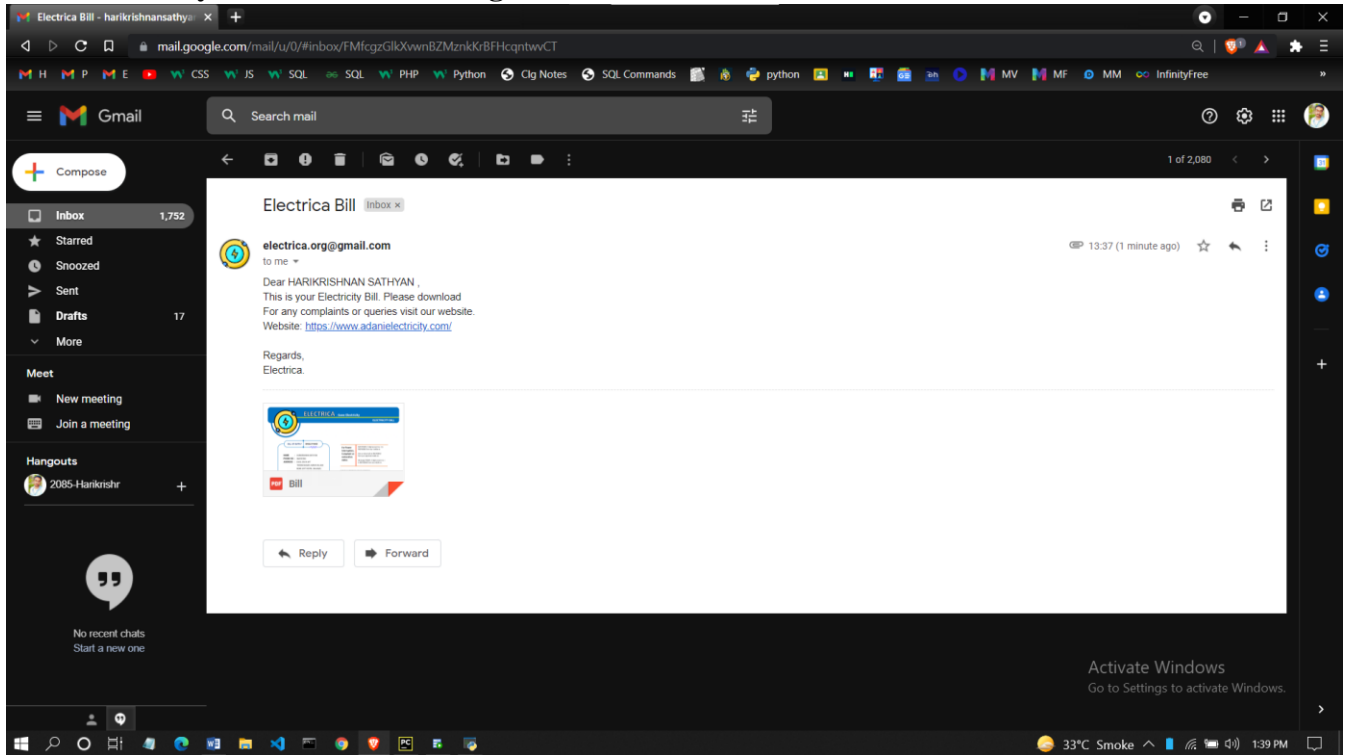 Electrica Bill - harikrishnansathyan
mail.google.com/mail/u/0/#inbox/FMfcgzGlkXvwnBZMznkKrBFHcqntwvCT
H P E CSS JS SQL SQL PHP Python Clg Notes SQL Commands python MV MF MM InfinityFree »
Gmail
Search mail
Compose
1 of 2,080
Inbox 1,752
Starred
Snoozed
Sent
Drafts 17
More
Meet
New meeting
Join a meeting
Hangouts
2085-Harikrishr
No recent chats
Start a new one
Electrica Bill Inbox ×
electrica.org@gmail.com
13:37 (1 minute ago)
to me
Dear HARIKRISHNAN SATHYAN ,
This is your Electricity Bill. Please download
For any complaints or queries visit our website.
Website: https://www.adanielectricity.com/
Regards,
Electrica.
ELECTRICA
PDF Bill
Reply Forward
Activate Windows
Go to Settings to activate Windows.
33°C Smoke 1:39 PM